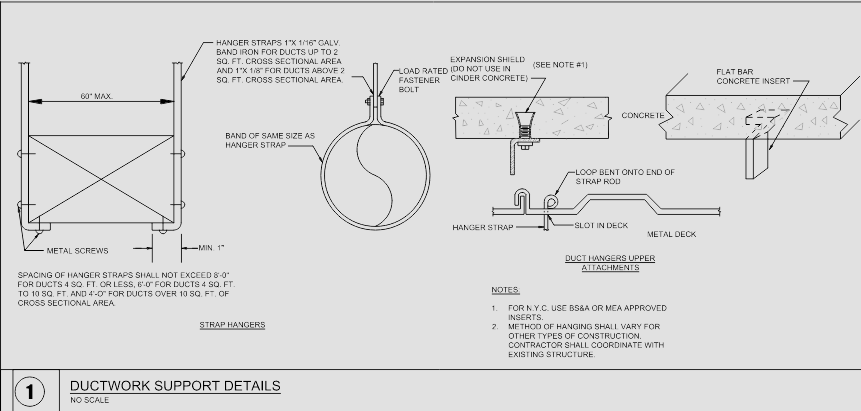 HANGER STRAPS 1"X 1/16" GALV.
BAND IRON FOR DUCTS UP TO 2
SQ. FT. CROSS SECTIONAL AREA
AND 1"X 1/8" FOR DUCTS ABOVE 2
SQ. FT. CROSS SECTIONAL AREA.
60" MAX.
LOAD RATED
FASTENER
BOLT
BAND OF SAME SIZE AS
HANGER STRAP
METAL SCREWS
MIN. 1"
SPACING OF HANGER STRAPS SHALL NOT EXCEED 8'-0"
FOR DUCTS 4 SQ. FT. OR LESS, 6'-0" FOR DUCTS 4 SQ. FT.
TO 10 SQ. FT. AND 4'-0" FOR DUCTS OVER 10 SQ. FT. OF
CROSS SECTIONAL AREA.
STRAP HANGERS
EXPANSION SHIELD
(DO NOT USE IN
CINDER CONCRETE)
(SEE NOTE #1)
CONCRETE
FLAT BAR
CONCRETE INSERT
LOOP BENT ONTO END OF
STRAP ROD
HANGER STRAP
SLOT IN DECK
METAL DECK
DUCT HANGERS UPPER
ATTACHMENTS
NOTES:
1. FOR N.Y.C. USE BS&A OR MEA APPROVED
INSERTS.
2. METHOD OF HANGING SHALL VARY FOR
OTHER TYPES OF CONSTRUCTION.
CONTRACTOR SHALL COORDINATE WITH
EXISTING STRUCTURE.
1
DUCTWORK SUPPORT DETAILS
NO SCALE